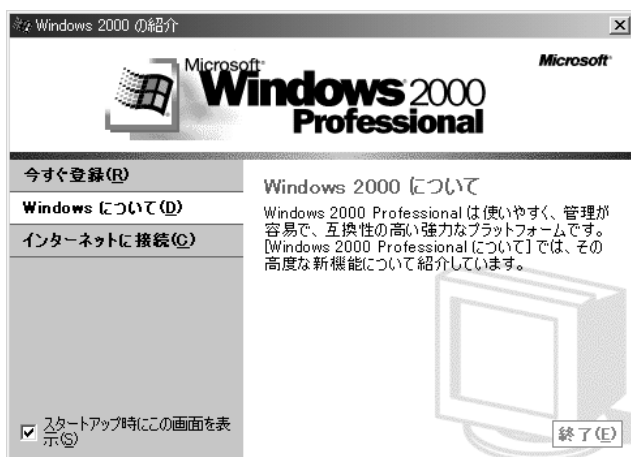 Windows 2000 の紹介
Microsoft
Microsoft
Windows 2000
Professional
今すぐ登録(R)
Windows について(D)
インターネットに接続(C)
Windows 2000 について
Windows 2000 Professional は使いやすく、管理が
容易で、互換性の高い強力なプラットフォームです。
[Windows 2000 Professional について] では、その
高度な新機能について紹介しています。
スタートアップ時にこの画面を表
示(S)
終了(E)